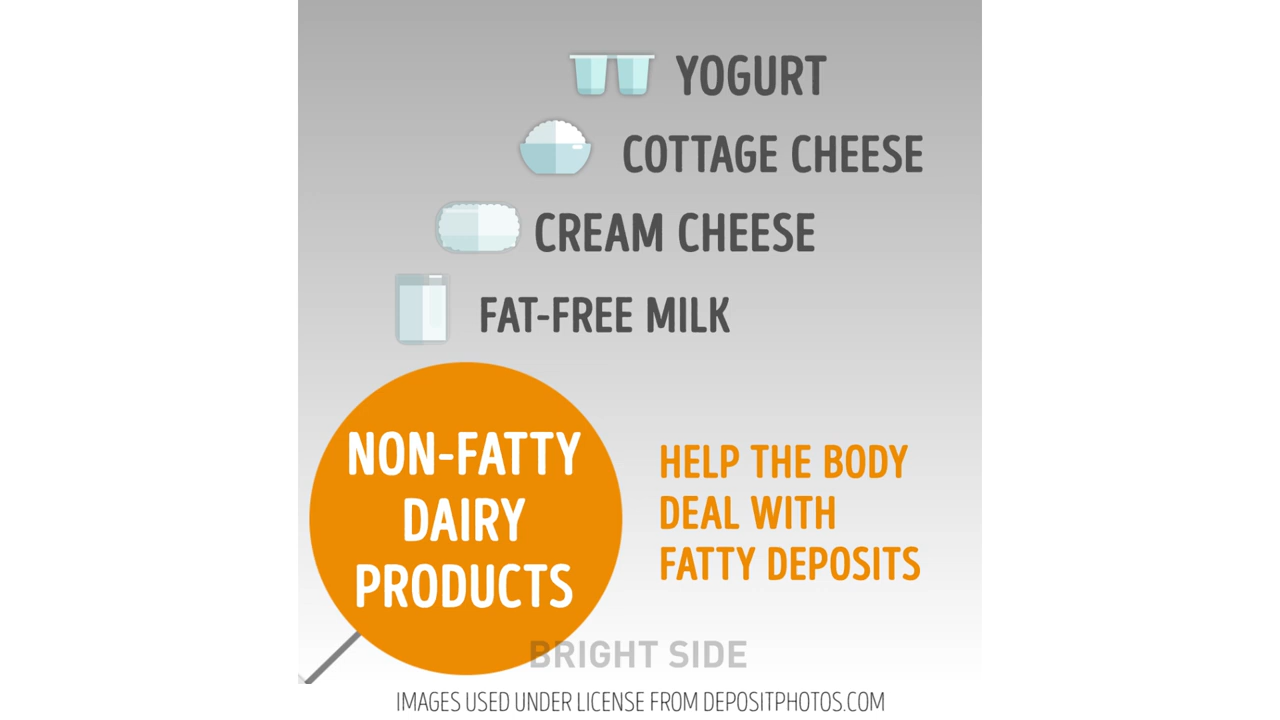 YOGURT
COTTAGE CHEESE
CREAM CHEESE
FAT-FREE MILK
NON-FATTY
DAIRY
PRODUCTS
HELP THE BODY
DEAL WITH
FATTY DEPOSITS
BRIGHT SIDE
IMAGES USED UNDER LICENSE FROM DEPOSITPHOTOS.COM